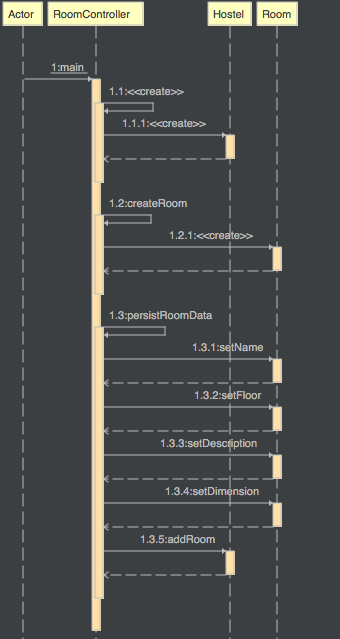 Actor RoomController Hostel Room
1:main
1.1:<<create>>
1.1.1:<<create>>
1.2:createRoom
1.2.1:<<create>>
1.3:persistRoomData
1.3.1:setName
1.3.2:setFloor
1.3.3:setDescription
1.3.4:setDimension
1.3.5:addRoom